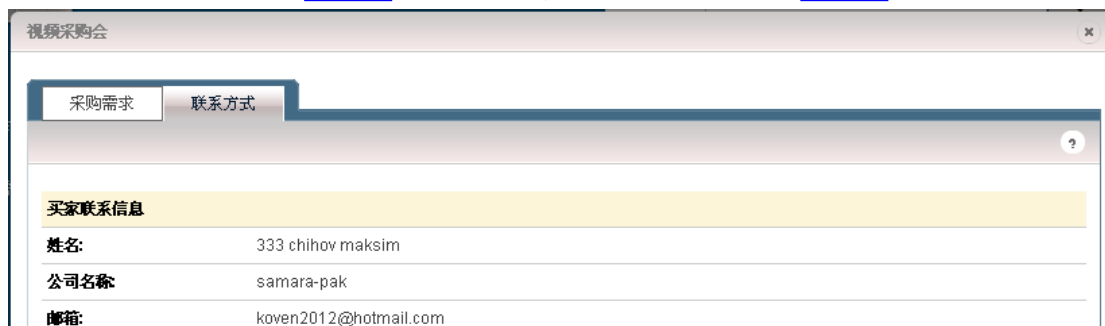 视频采购会
采购需求 联系方式
?
买家联系信息
姓名: 333 chihov maksim
公司名称: samara-pak
邮箱: koven2012@hotmail.com